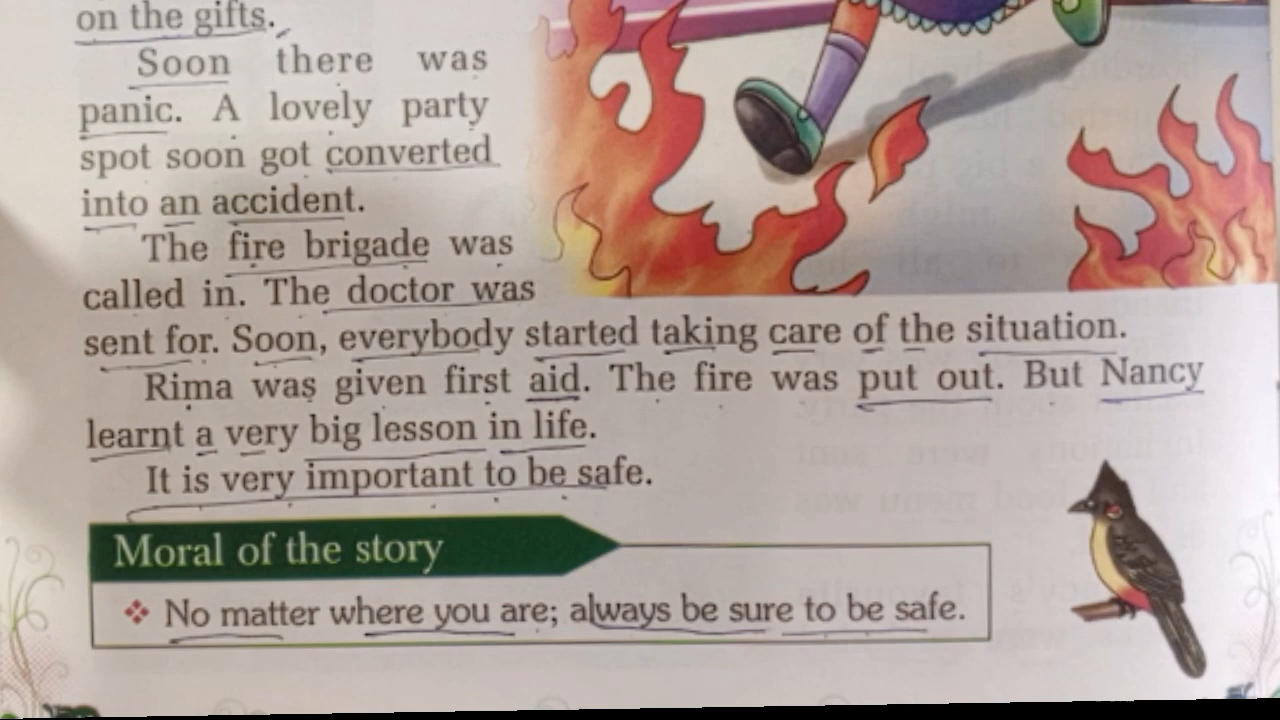 on the gifts.
Soon there was
panic. A lovely party
spot soon got converted
into an accident.
The fire brigade was
called in. The doctor was
sent for. Soon, everybody started taking care of the situation.
Rima was given first aid. The fire was put out. But Nancy
learnt a very big lesson in life.
It is very important to be safe.
Moral of the story
❖ No matter where you are; always be sure to be safe.